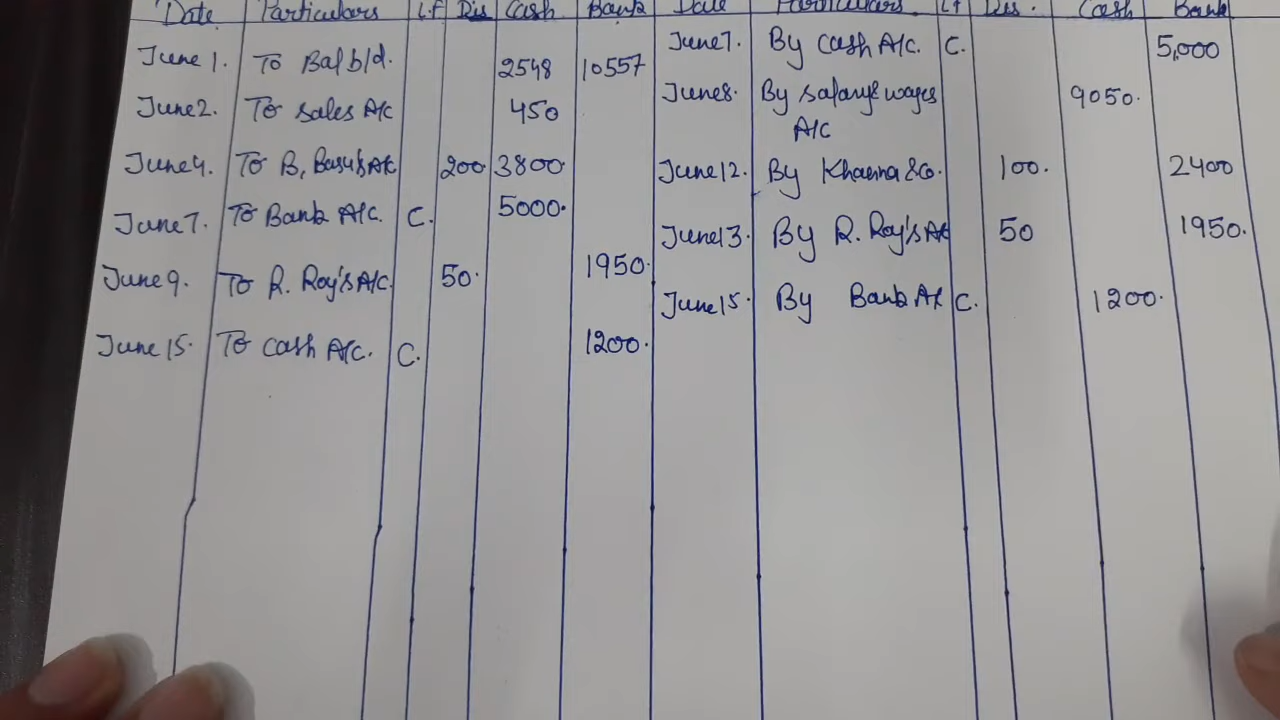 Date Particulars L.F Dis Cash Bank Date Particulars L.F Dis. Cash Bank
June 1. To Bal b/d. 2548 10557 June 7. By Cash A/c. C. 5,000
June 2. To Sales A/c 450 June 8. By Salary & wages A/c 9050.
June 4. To B. Basu's A/c 200 3800. June 12. By Khanna & Co. 100. 2400
June 7. To Bank A/c. C. 5000. June 13. By R. Roy's A/c 50 1950.
June 9. To R. Roy's A/c. 50. 1950. June 15. By Bank A/c C. 1200.
June 15. To Cash A/c. C. 1200.